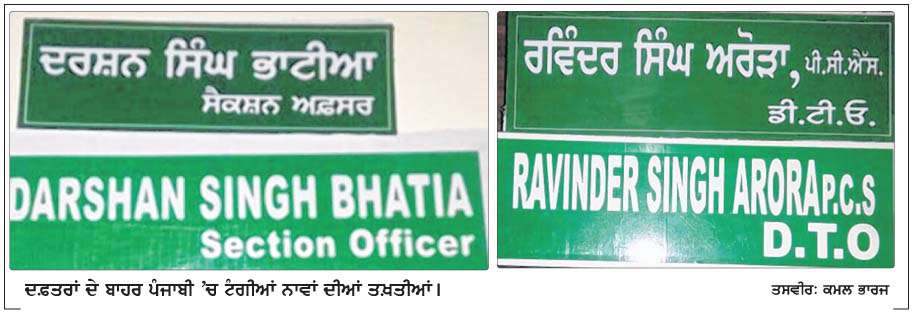 ਦਰਸ਼ਨ ਸਿੰਘ ਭਾਟੀਆ
ਸੈਕਸ਼ਨ ਅਫ਼ਸਰ
DARSHAN SINGH BHATIA
Section Officer
ਰਵਿੰਦਰ ਸਿੰਘ ਅਰੋੜਾ, ਪੀ.ਸੀ.ਐੱਸ.
ਡੀ.ਟੀ.ਓ.
RAVINDER SINGH ARORA P.C.S
D.T.O
ਦਫ਼ਤਰਾਂ ਦੇ ਬਾਹਰ ਪੰਜਾਬੀ ’ਚ ਟੰਗੀਆਂ ਨਾਵਾਂ ਦੀਆਂ ਤਖ਼ਤੀਆਂ।
ਤਸਵੀਰ: ਕਮਲ ਭਾਰਜ